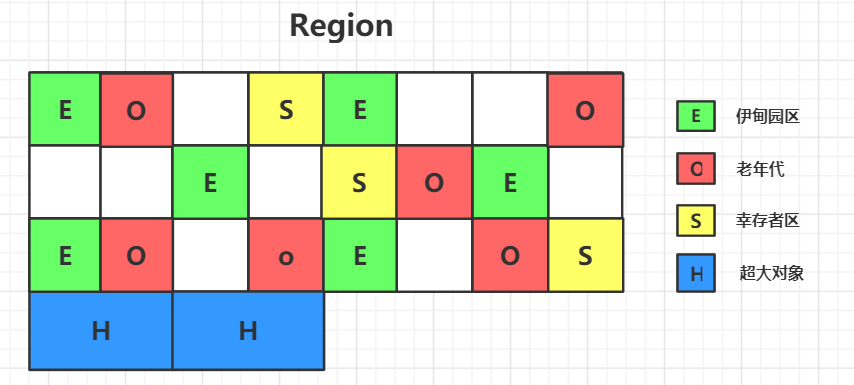 Region
E O S E O
E S O E
E O o E O S
H H
E 伊甸园区
O 老年代
S 幸存者区
H 超大对象